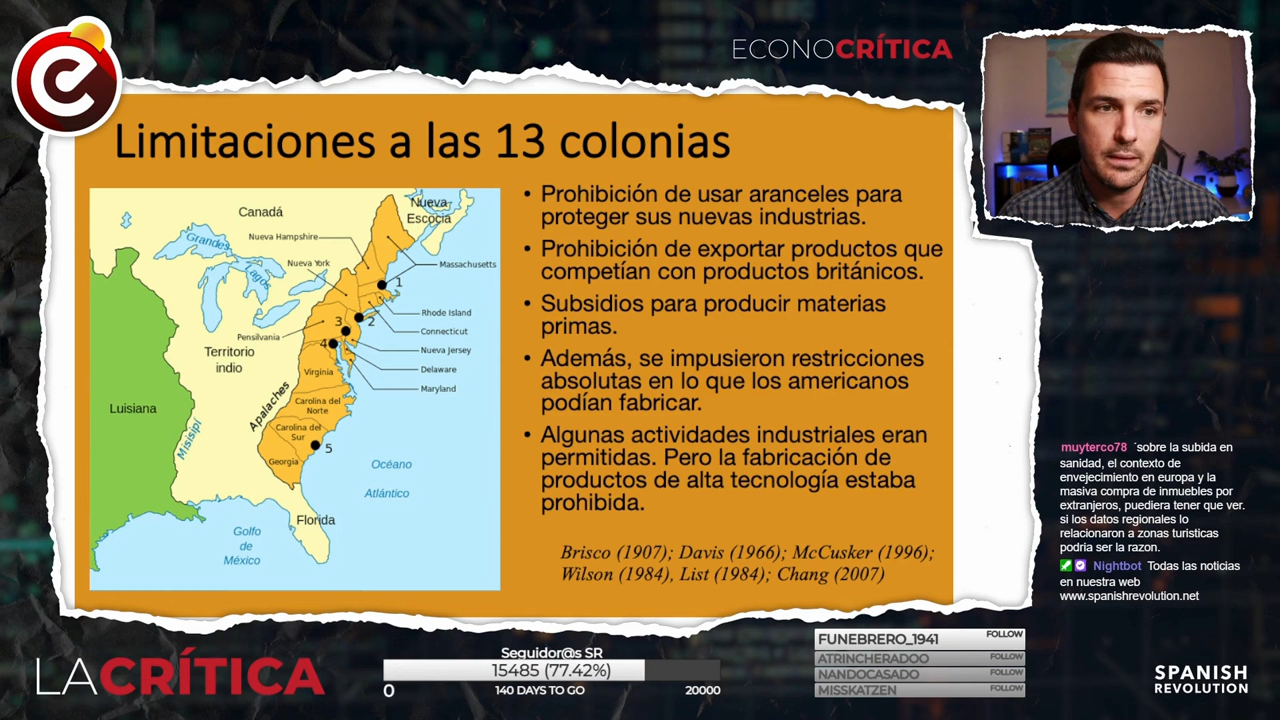 ECONOCRÍTICA
Limitaciones a las 13 colonias
Canadá
Nueva
Escocia
Grandes
Lagos
Nueva Hampshire
Nueva York
Massachusetts
1
2
3
4
Rhode Island
Connecticut
Nueva Jersey
Delaware
Maryland
Pensilvania
Territorio
indio
Virginia
Luisiana
Misisipi
Apalaches
Carolina del
Norte
Carolina del
Sur
5
Georgia
Océano
Atlántico
Florida
Golfo
de
México
• Prohibición de usar aranceles para
proteger sus nuevas industrias.
• Prohibición de exportar productos que
competían con productos británicos.
• Subsidios para producir materias
primas.
• Además, se impusieron restricciones
absolutas en lo que los americanos
podían fabricar.
• Algunas actividades industriales eran
permitidas. Pero la fabricación de
productos de alta tecnología estaba
prohibida.
Brisco (1907); Davis (1966); McCusker (1996);
Wilson (1984), List (1984); Chang (2007)
muyterco78 ´sobre la subida en
sanidad, el contexto de
envejecimiento en europa y la
masiva compra de inmuebles por
extranjeros, puediera tener que ver.
si los datos regionales lo
relacionaron a zonas turisticas
podria ser la razon.
Nightbot Todas las noticias
en nuestra web
www.spanishrevolution.net
LACRÍTICA
Seguidor@s SR
15485 (77.42%)
0
140 DAYS TO GO
20000
FUNEBRERO_1941 FOLLOW
ATRINCHERADOO FOLLOW
NANDOCASADO FOLLOW
MISSKATZEN FOLLOW
SPANISH
REVOLUTION